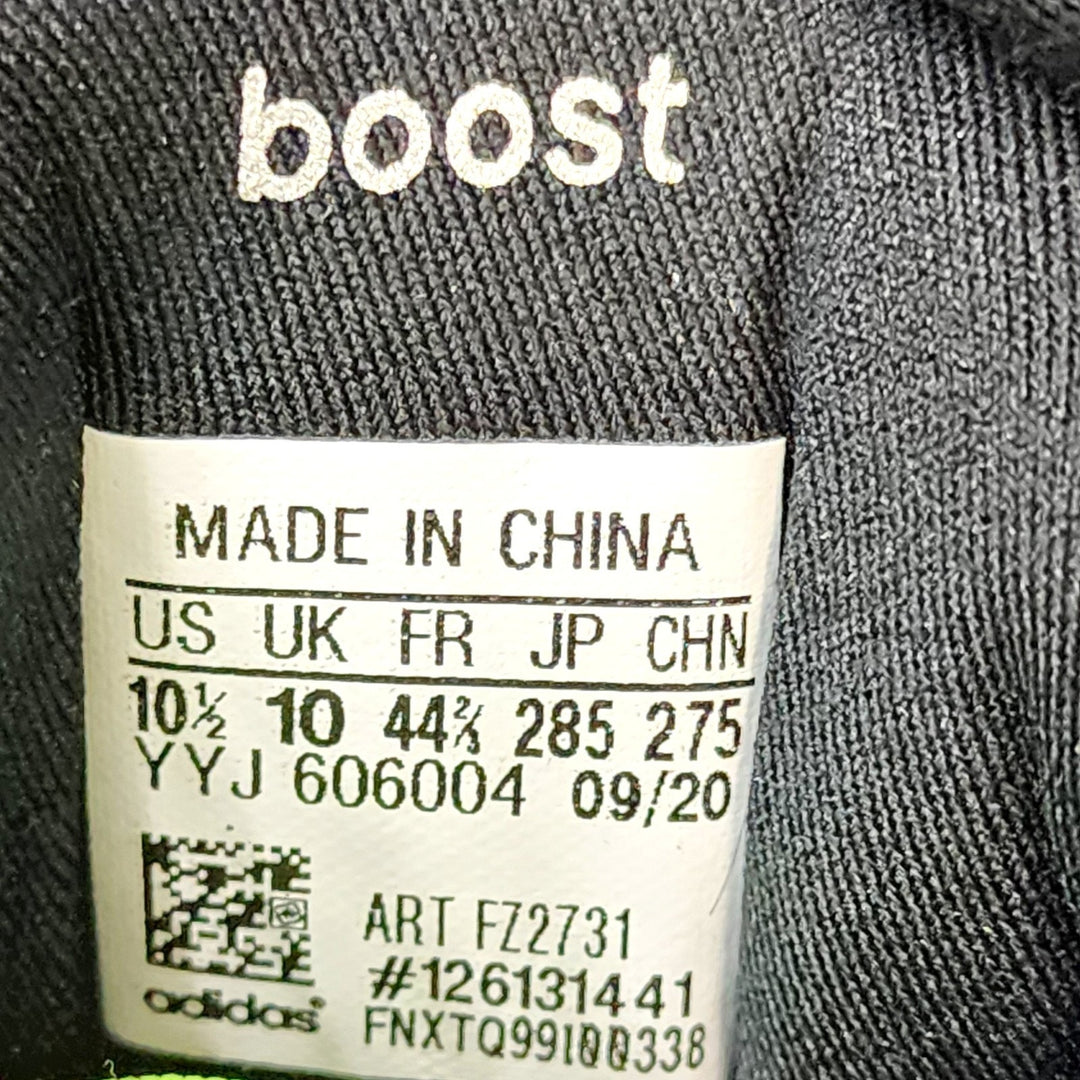 boost
MADE IN CHINA
US UK FR JP CHN
10½ 10 44⅔ 285 275
YYJ 606004 09/20
ART FZ2731
#126131441
adidas®